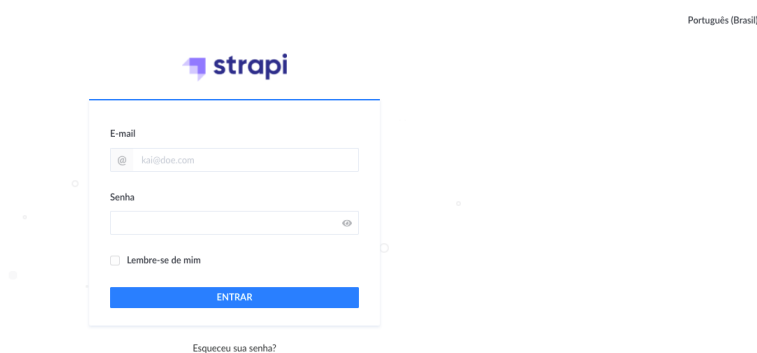 Português (Brasil)
strapi
E-mail
@ kai@doe.com
Senha
Lembre-se de mim
ENTRAR
Esqueceu sua senha?